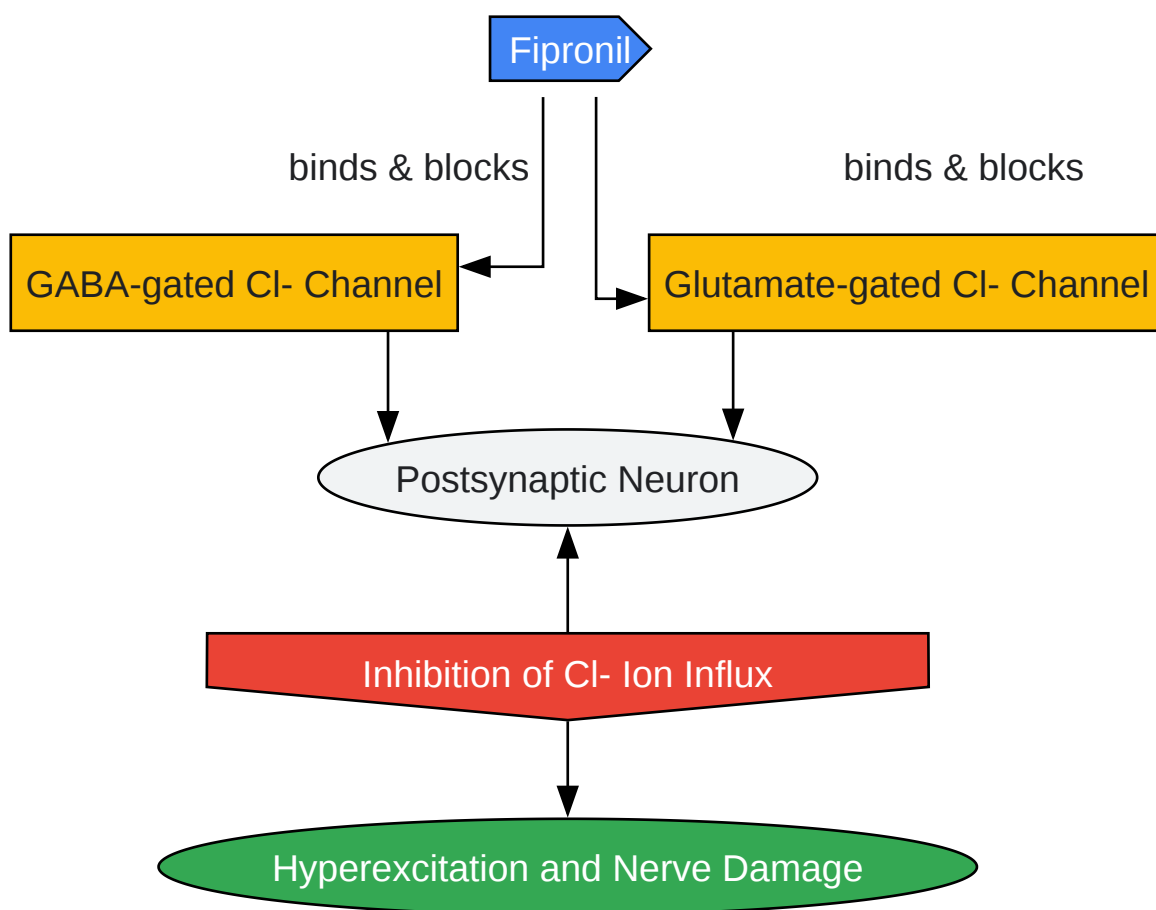 Fipronil
binds & blocks
binds & blocks
GABA-gated Cl- Channel
Glutamate-gated Cl- Channel
Postsynaptic Neuron
Inhibition of Cl- Ion Influx
Hyperexcitation and Nerve Damage